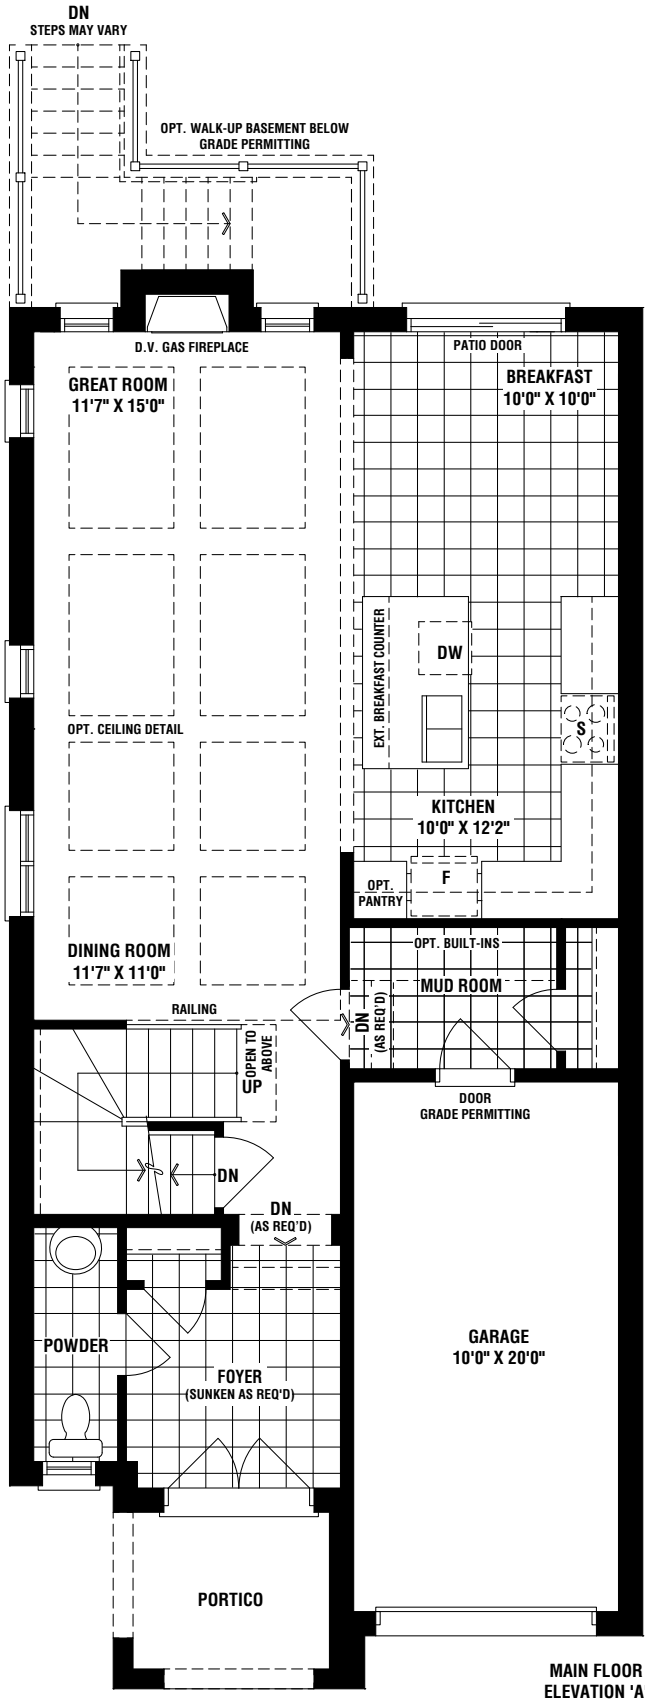 DN
STEPS MAY VARY
OPT. WALK-UP BASEMENT BELOW
GRADE PERMITTING
D.V. GAS FIREPLACE
PATIO DOOR
GREAT ROOM
11'7" X 15'0"
BREAKFAST
10'0" X 10'0"
EXT. BREAKFAST COUNTER
DW
S
OPT. CEILING DETAIL
KITCHEN
10'0" X 12'2"
OPT.
PANTRY
F
DINING ROOM
11'7" X 11'0"
OPT. BUILT-INS
MUD ROOM
RAILING
DN
(AS REQ'D)
OPEN TO
ABOVE
UP
DOOR
GRADE PERMITTING
DN
DN
(AS REQ'D)
POWDER
FOYER
(SUNKEN AS REQ'D)
GARAGE
10'0" X 20'0"
PORTICO
MAIN FLOOR
ELEVATION 'A